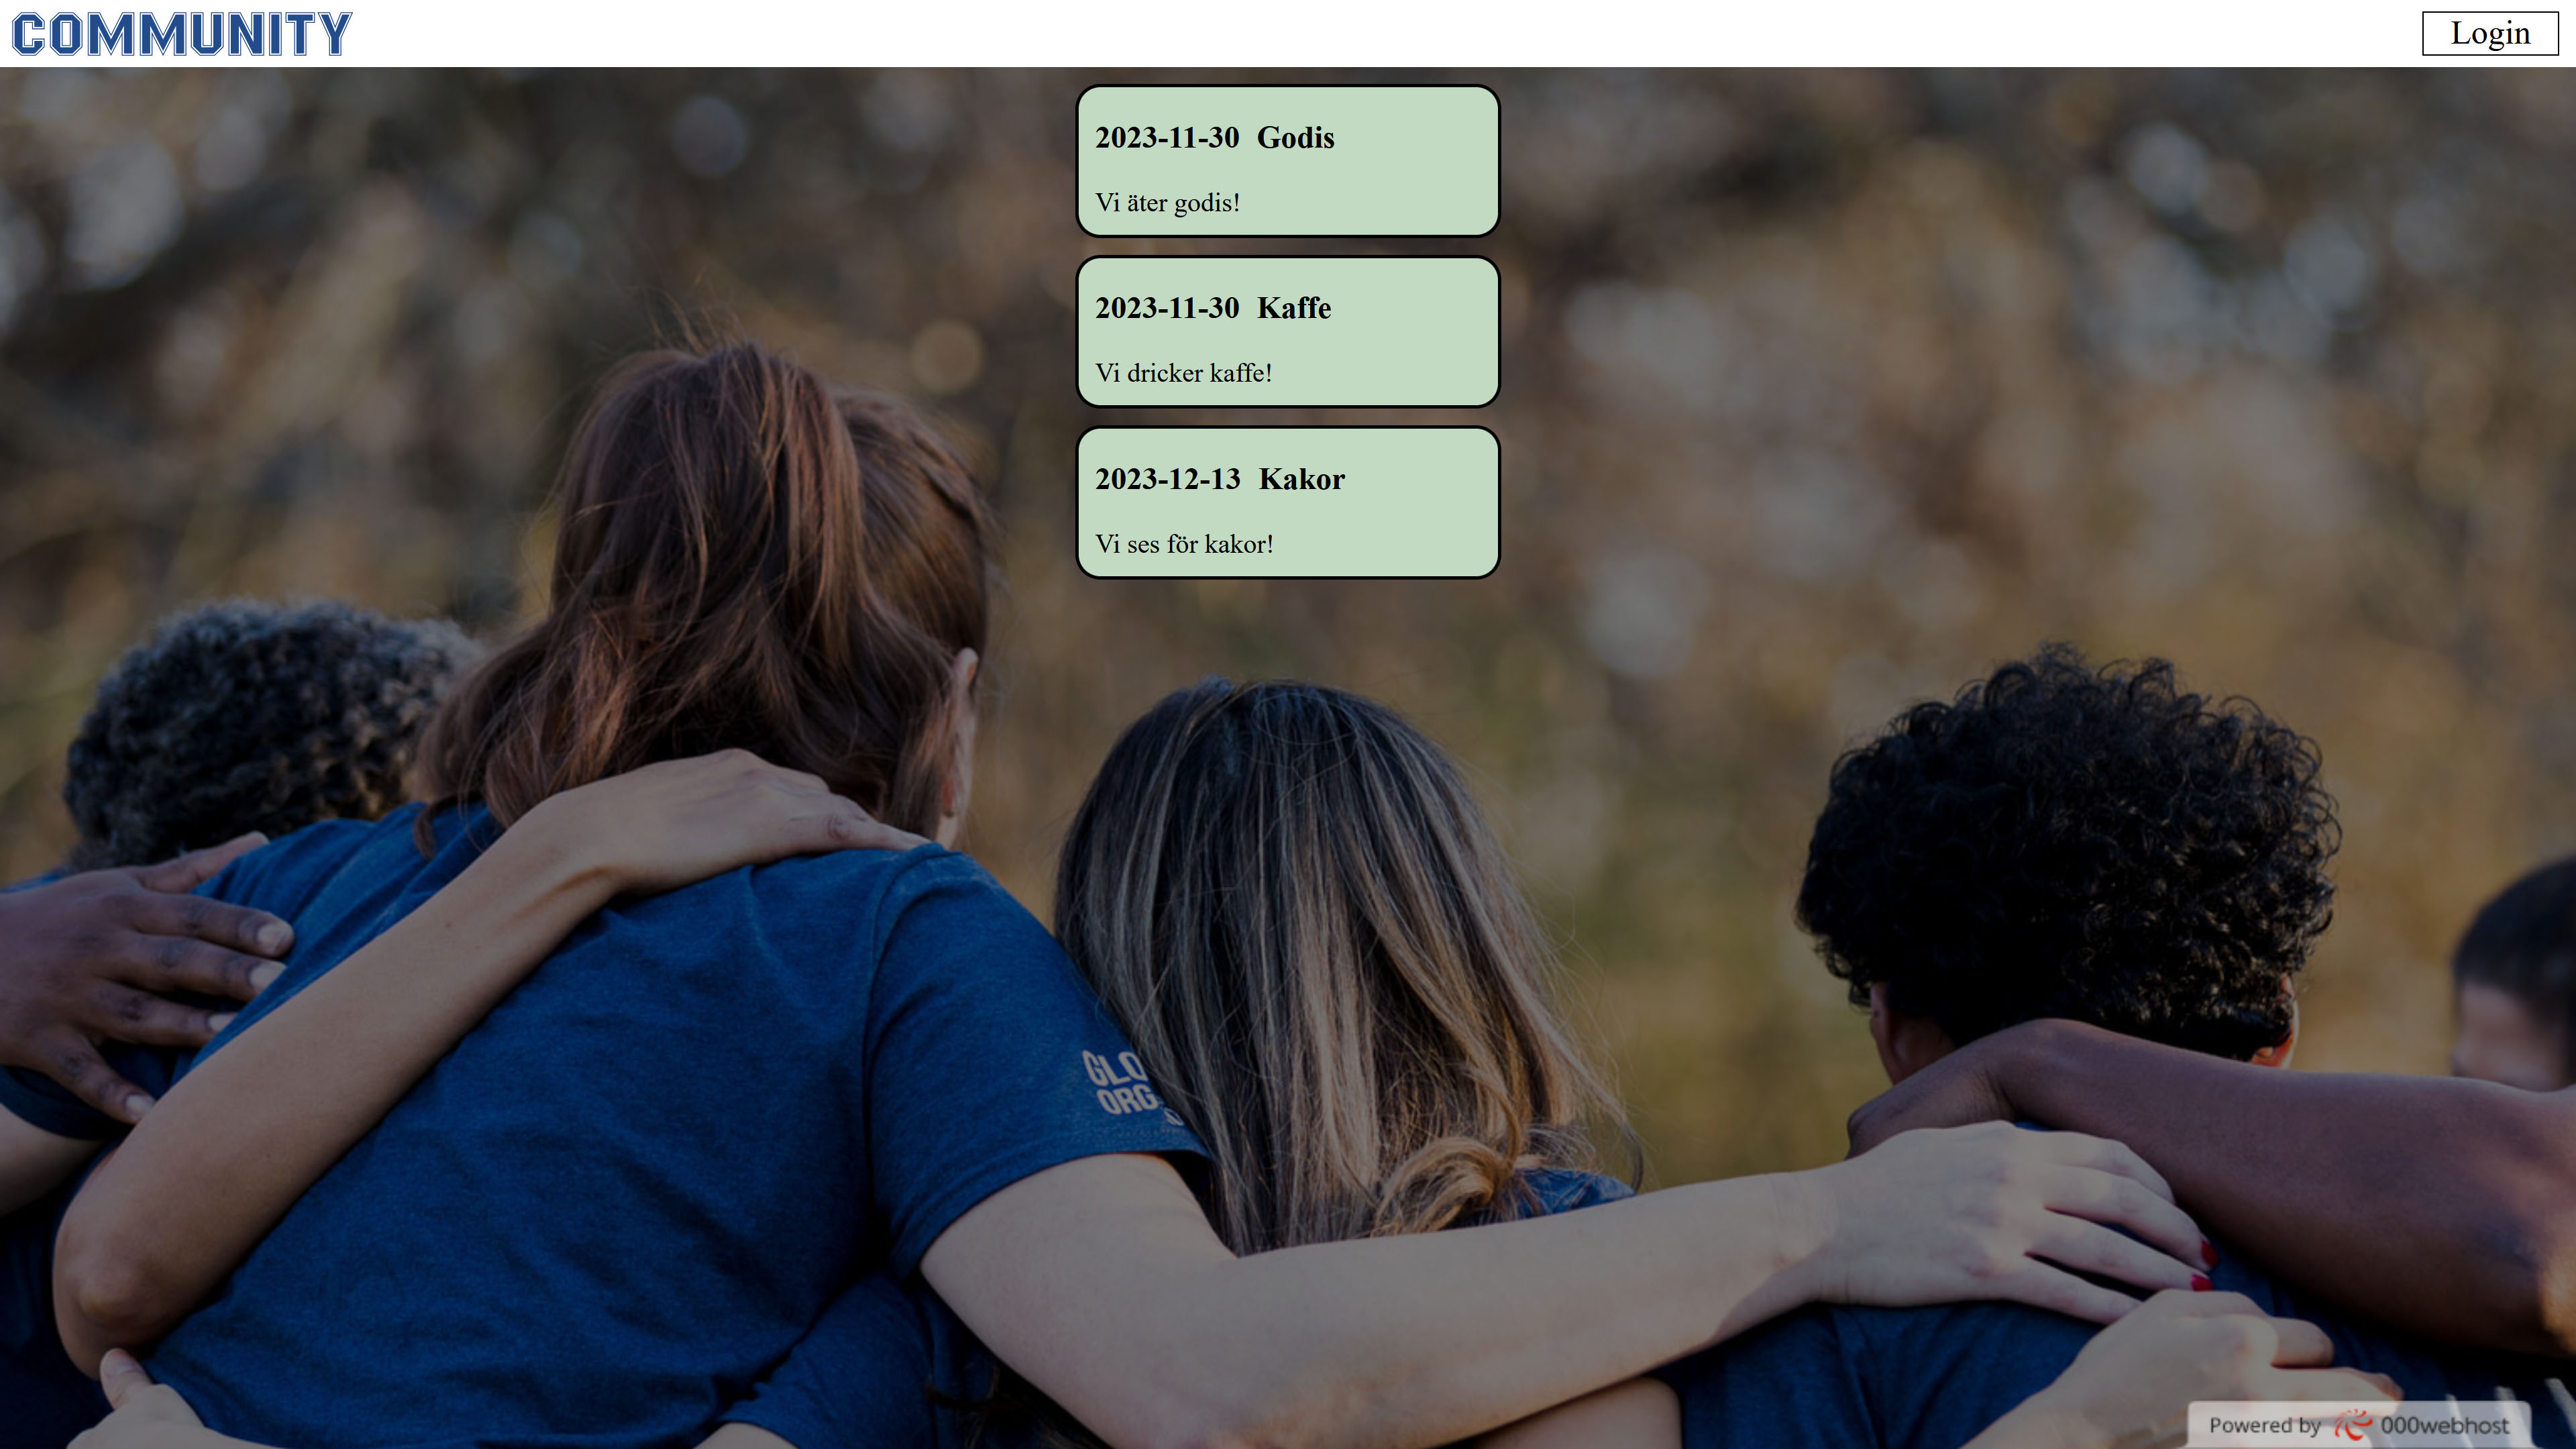 COMMUNITY
Login
2023-11-30 Godis
Vi äter godis!
2023-11-30 Kaffe
Vi dricker kaffe!
2023-12-13 Kakor
Vi ses för kakor!
GLO
ORG
Powered by 000webhost